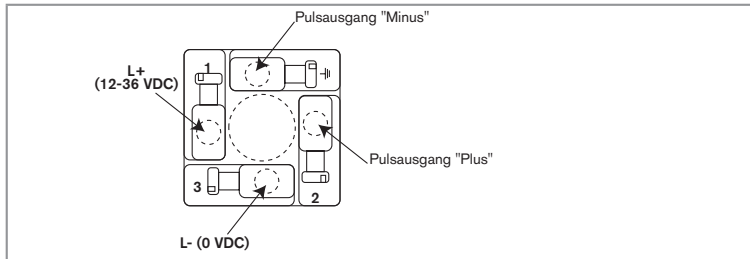 Pulsausgang "Minus"
L+
(12-36 VDC)
1
Pulsausgang "Plus"
3
2
L- (0 VDC)